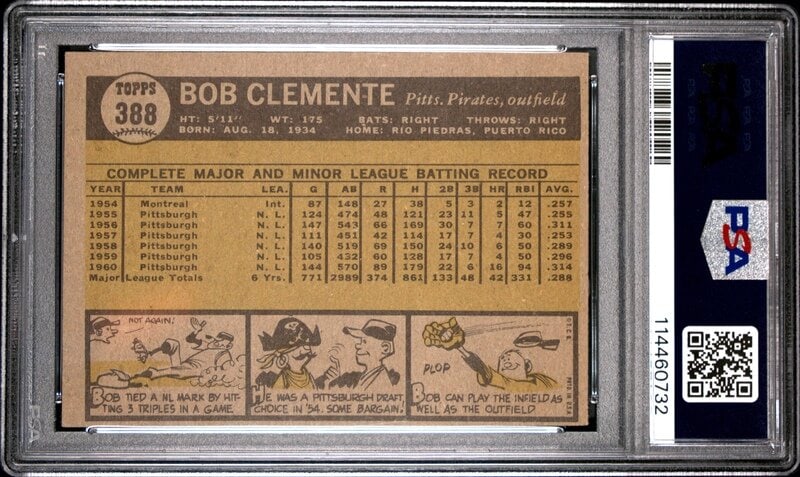 TOPPS
388
BOB CLEMENTE Pitts. Pirates, outfield
HT: 5'11" WT: 175 BATS: RIGHT THROWS: RIGHT
BORN: AUG. 18, 1934 HOME: RIO PIEDRAS, PUERTO RICO
COMPLETE MAJOR AND MINOR LEAGUE BATTING RECORD
YEAR TEAM LEA. G AB R H 2B 3B HR RBI AVG.
1954 Montreal Int. 87 148 27 38 5 3 2 12 .257
1955 Pittsburgh N. L. 124 474 48 121 23 11 5 47 .255
1956 Pittsburgh N. L. 147 543 66 169 30 7 7 60 .311
1957 Pittsburgh N. L. 111 451 42 114 17 7 4 30 .253
1958 Pittsburgh N. L. 140 519 69 150 24 10 6 50 .289
1959 Pittsburgh N. L. 105 432 60 128 17 7 4 50 .296
1960 Pittsburgh N. L. 144 570 89 179 22 6 16 94 .314
Major League Totals 6 Yrs. 771 2989 374 861 133 48 42 331 .288
NOT AGAIN!
BOB TIED A NL MARK BY HIT-
TING 3 TRIPLES IN A GAME
HE WAS A PITTSBURGH DRAFT
CHOICE IN '54. SOME BARGAIN!
PLOP
BOB CAN PLAY THE INFIELD AS
WELL AS THE OUTFIELD
©T.C.G. PRTD. IN U.S.A.
PSA
PSA
114460732
PSA